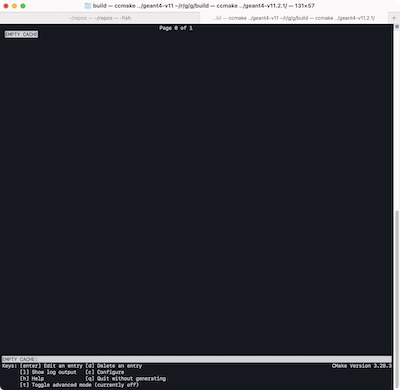 build — ccmake ../geant4-v11 ~/r/g/g/build — ccmake ../geant4-v11.2.1/ — 131×57
~/repos — ~/repos — -fish
...ild — ccmake ../geant4-v11 ~/r/g/g/build — ccmake ../geant4-v11.2.1/
+
Page 0 of 1
EMPTY CACHE
EMPTY CACHE:
Keys: [enter] Edit an entry [d] Delete an entry CMake Version 3.28.3
[l] Show log output [c] Configure
[h] Help [q] Quit without generating
[t] Toggle advanced mode (currently off)